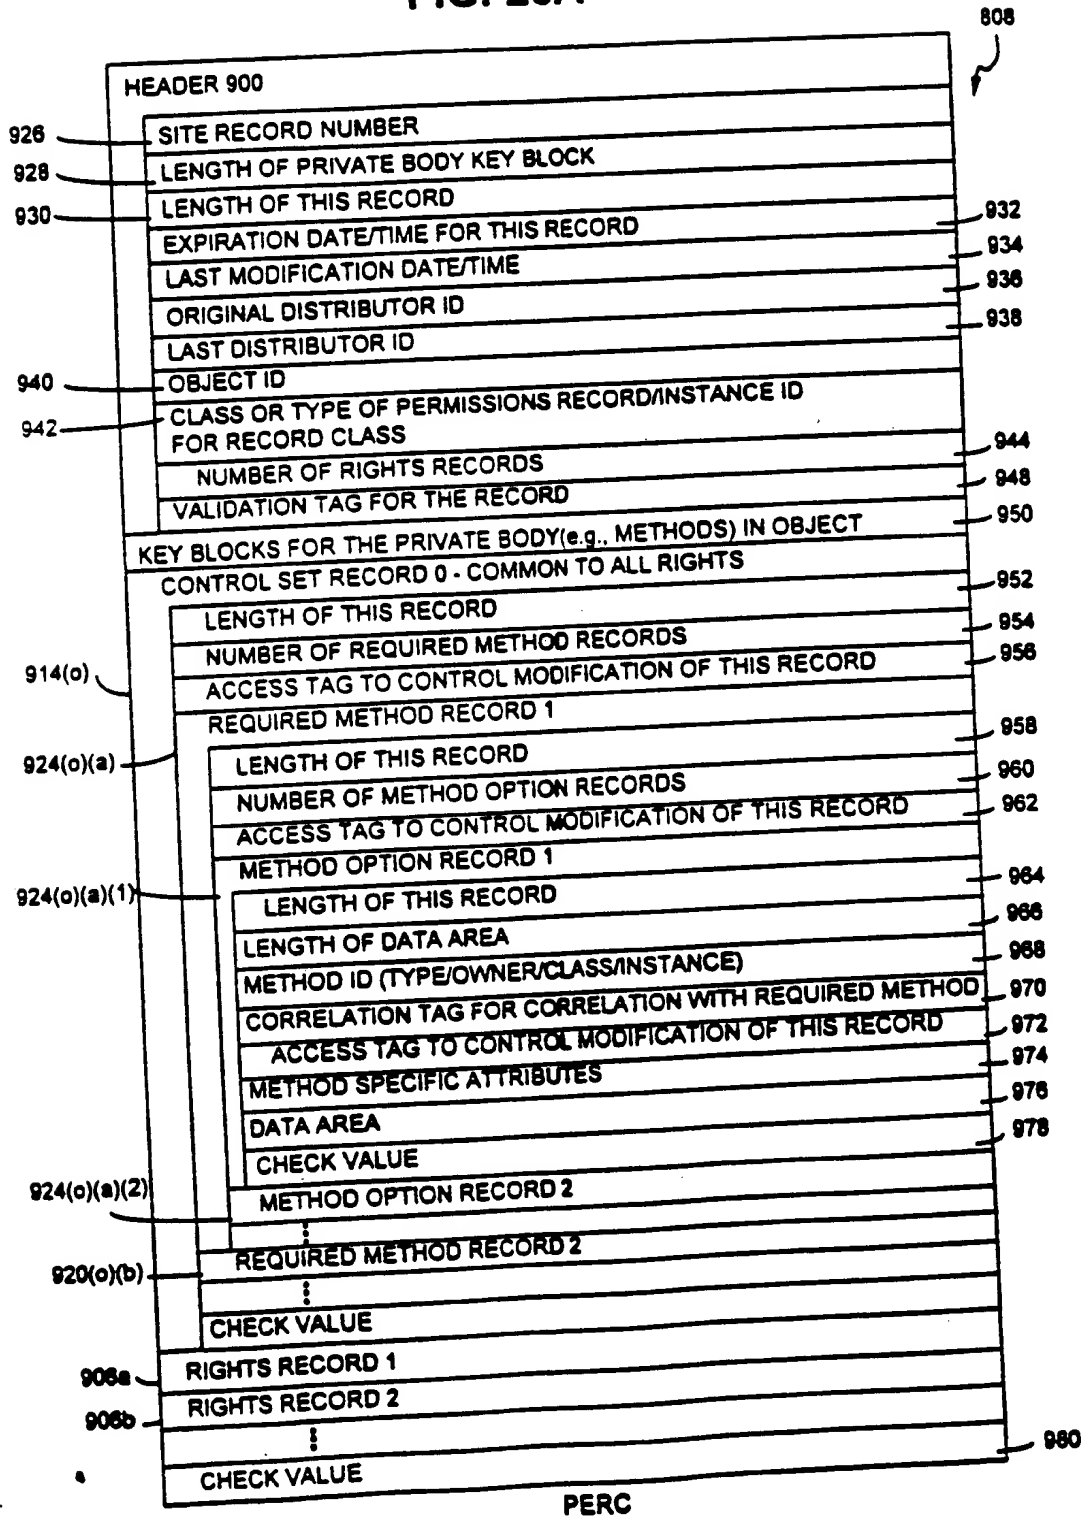 808
HEADER 900
926 SITE RECORD NUMBER
928 LENGTH OF PRIVATE BODY KEY BLOCK
930 LENGTH OF THIS RECORD
EXPIRATION DATE/TIME FOR THIS RECORD 932
LAST MODIFICATION DATE/TIME 934
ORIGINAL DISTRIBUTOR ID 936
LAST DISTRIBUTOR ID 938
940 OBJECT ID
942 CLASS OR TYPE OF PERMISSIONS RECORD/INSTANCE ID
FOR RECORD CLASS
NUMBER OF RIGHTS RECORDS 944
VALIDATION TAG FOR THE RECORD 948
KEY BLOCKS FOR THE PRIVATE BODY(e.g., METHODS) IN OBJECT 950
CONTROL SET RECORD 0 - COMMON TO ALL RIGHTS
LENGTH OF THIS RECORD 952
NUMBER OF REQUIRED METHOD RECORDS 954
914(o) ACCESS TAG TO CONTROL MODIFICATION OF THIS RECORD 956
REQUIRED METHOD RECORD 1
924(o)(a) LENGTH OF THIS RECORD 958
NUMBER OF METHOD OPTION RECORDS 960
ACCESS TAG TO CONTROL MODIFICATION OF THIS RECORD 962
METHOD OPTION RECORD 1
924(o)(a)(1) LENGTH OF THIS RECORD 964
LENGTH OF DATA AREA 966
METHOD ID (TYPE/OWNER/CLASS/INSTANCE) 968
CORRELATION TAG FOR CORRELATION WITH REQUIRED METHOD 970
ACCESS TAG TO CONTROL MODIFICATION OF THIS RECORD 972
METHOD SPECIFIC ATTRIBUTES 974
DATA AREA 976
CHECK VALUE 978
924(o)(a)(2) METHOD OPTION RECORD 2
920(o)(b) REQUIRED METHOD RECORD 2
CHECK VALUE
906a RIGHTS RECORD 1
906b RIGHTS RECORD 2
CHECK VALUE 980
PERC